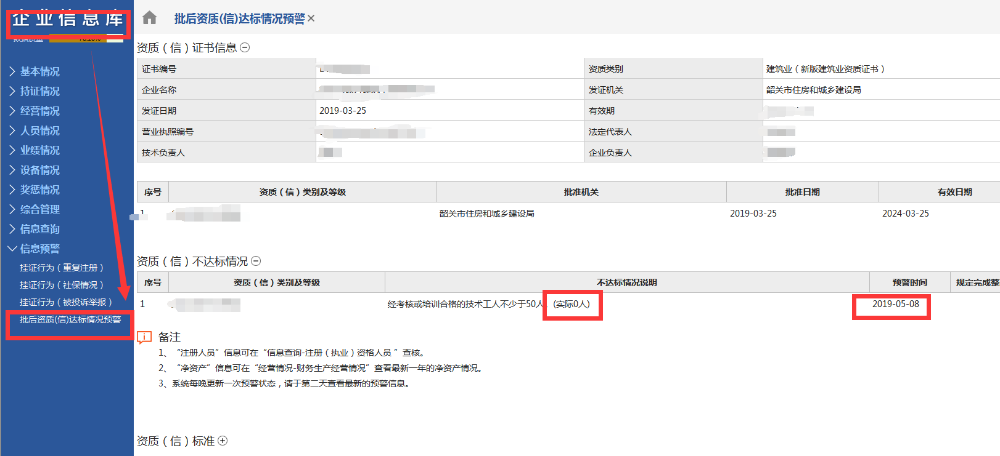 企业信息库
数据质量
批后资质(信)达标情况预警
基本情况
持证情况
经营情况
人员情况
业绩情况
设备情况
奖惩情况
综合管理
信息查询
信息预警
挂证行为（重复注册）
挂证行为（社保情况）
挂证行为（被投诉举报）
批后资质(信)达标情况预警
资质（信）证书信息
证书编号 资质类别 建筑业（新版建筑业资质证书）
企业名称 发证机关 韶关市住房和城乡建设局
发证日期 2019-03-25 有效期
营业执照编号 法定代表人
技术负责人 企业负责人
序号 资质（信）类别及等级 批准机关 批准日期 有效日期
1 韶关市住房和城乡建设局 2019-03-25 2024-03-25
资质（信）不达标情况
序号 资质（信）类别及等级 不达标情况说明 预警时间 规定完成整
1 经考核或培训合格的技术工人不少于50人 (实际0人) 2019-05-08
备注
1、“注册人员”信息可在“信息查询-注册（执业）资格人员 ”查核。
2、“净资产”信息可在“经营情况-财务生产经营情况”查看最新一年的净资产情况。
3、系统每晚更新一次预警状态，请于第二天查看最新的预警信息。
资质（信）标准